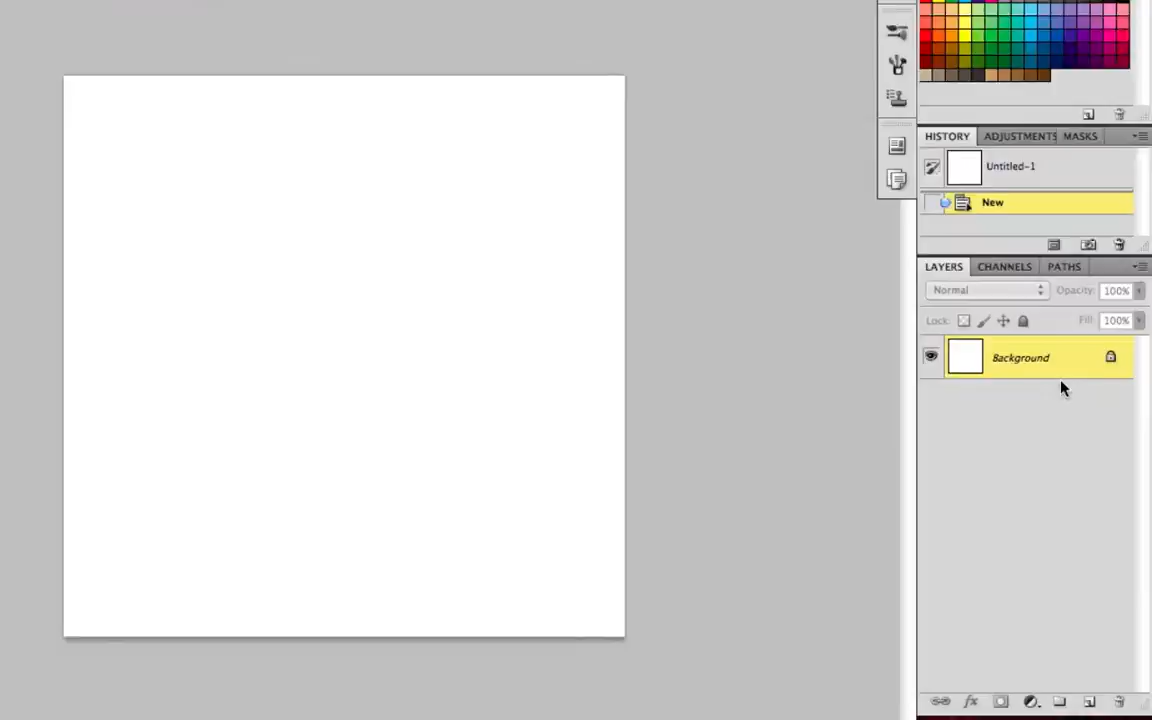 HISTORY ADJUSTMENTS MASKS
Untitled-1
New
LAYERS CHANNELS PATHS
Normal Opacity: 100%
Lock: Fill: 100%
Background